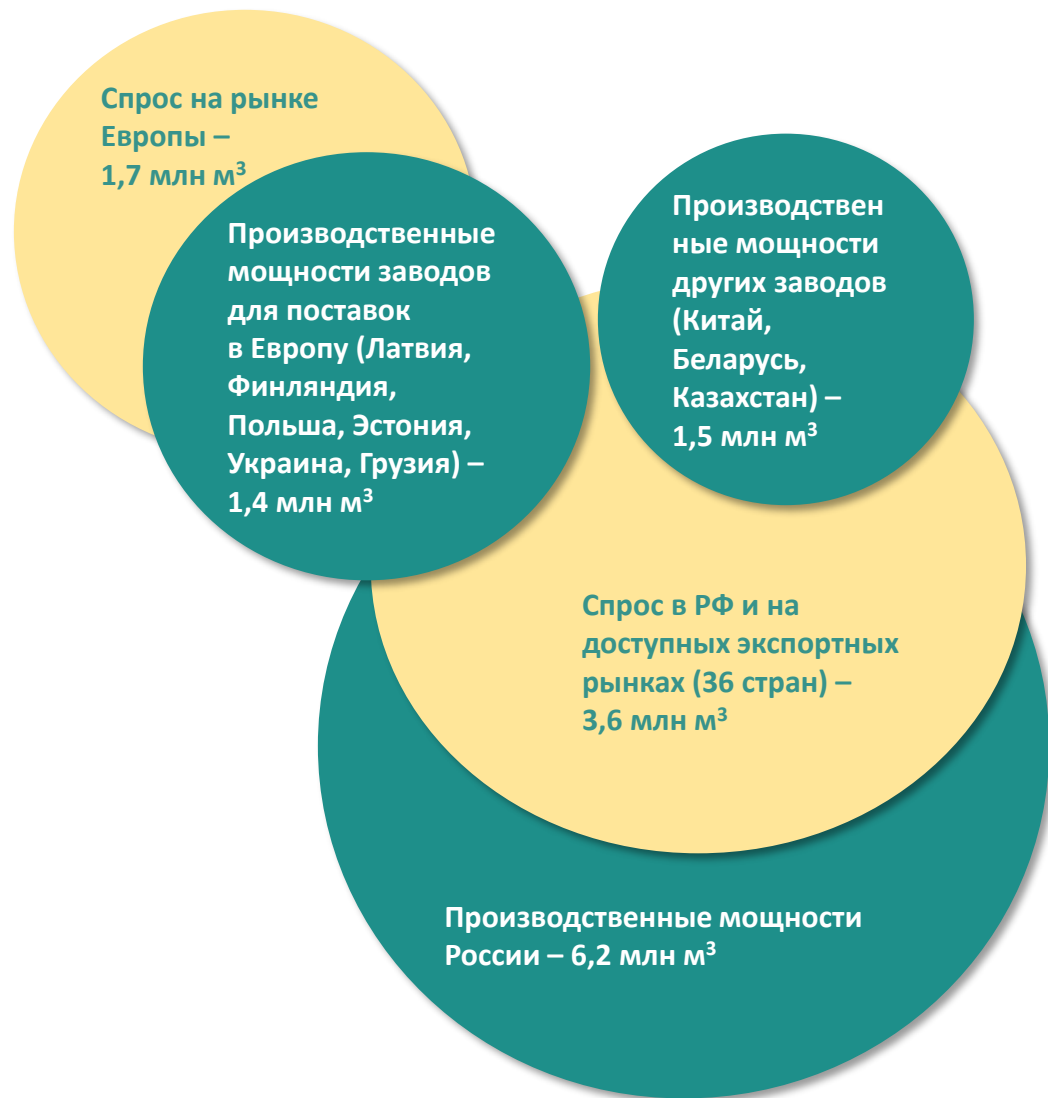 Спрос на рынке
Европы –
1,7 млн м³
Производственные
мощности заводов
для поставок
в Европу (Латвия,
Финляндия,
Польша, Эстония,
Украина, Грузия) –
1,4 млн м³
Производствен
ные мощности
других заводов
(Китай,
Беларусь,
Казахстан) –
1,5 млн м³
Спрос в РФ и на
доступных экспортных
рынках (36 стран) –
3,6 млн м³
Производственные мощности
России – 6,2 млн м³